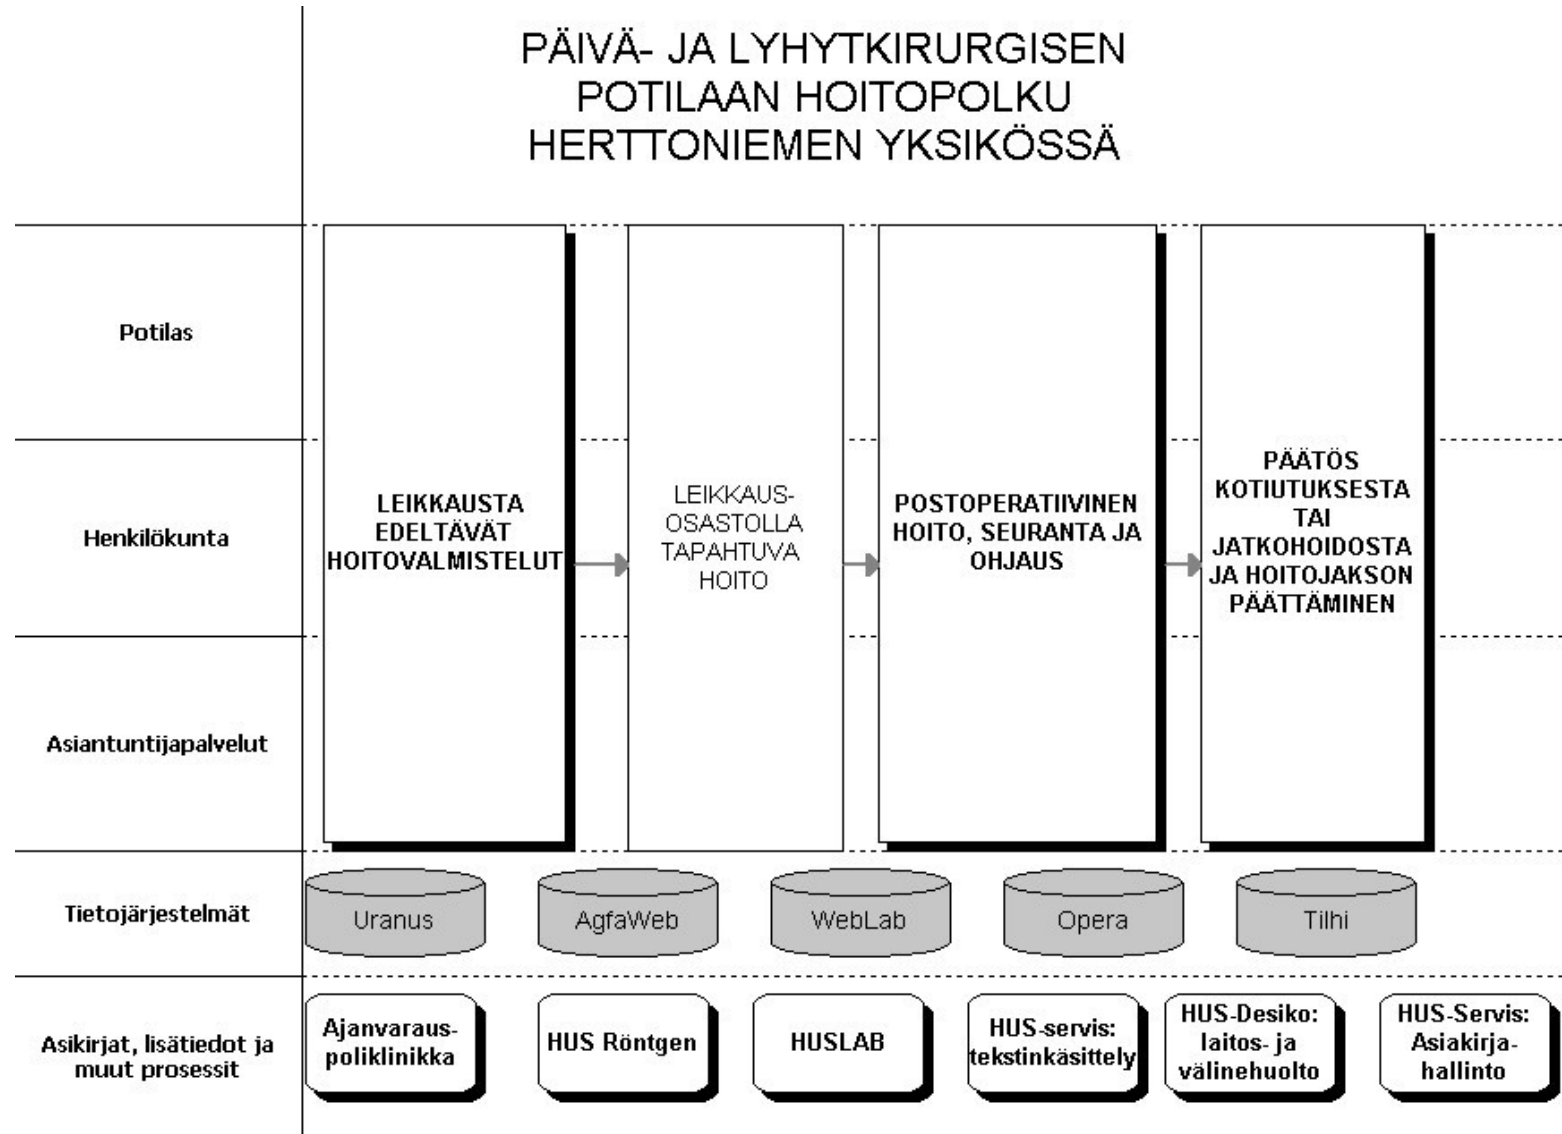 PÄIVÄ- JA LYHYTKIRURGISEN
POTILAAN HOITOPOLKU
HERTTONIEMEN YKSIKÖSSÄ
Potilas
Henkilökunta
Asiantuntijapalvelut
LEIKKAUSTA
EDELTÄVÄT
HOITOVALMISTELUT
LEIKKAUS-
OSASTOLLA
TAPAHTUVA
HOITO
POSTOPERATIIVINEN
HOITO, SEURANTA JA
OHJAUS
PÄÄTÖS
KOTIUTUKSESTA
TAI
JATKOHOIDOSTA
JA HOITOJAKSON
PÄÄTTÄMINEN
Tietojärjestelmät
Uranus
AgfaWeb
WebLab
Opera
Tilhi
Asikirjat, lisätiedot ja
muut prosessit
Ajanvaraus-
poliklinikka
HUS Röntgen
HUSLAB
HUS-servis:
tekstinkäsittely
HUS-Desiko:
laitos- ja
välinehuolto
HUS-Servis:
Asiakirja-
hallinto